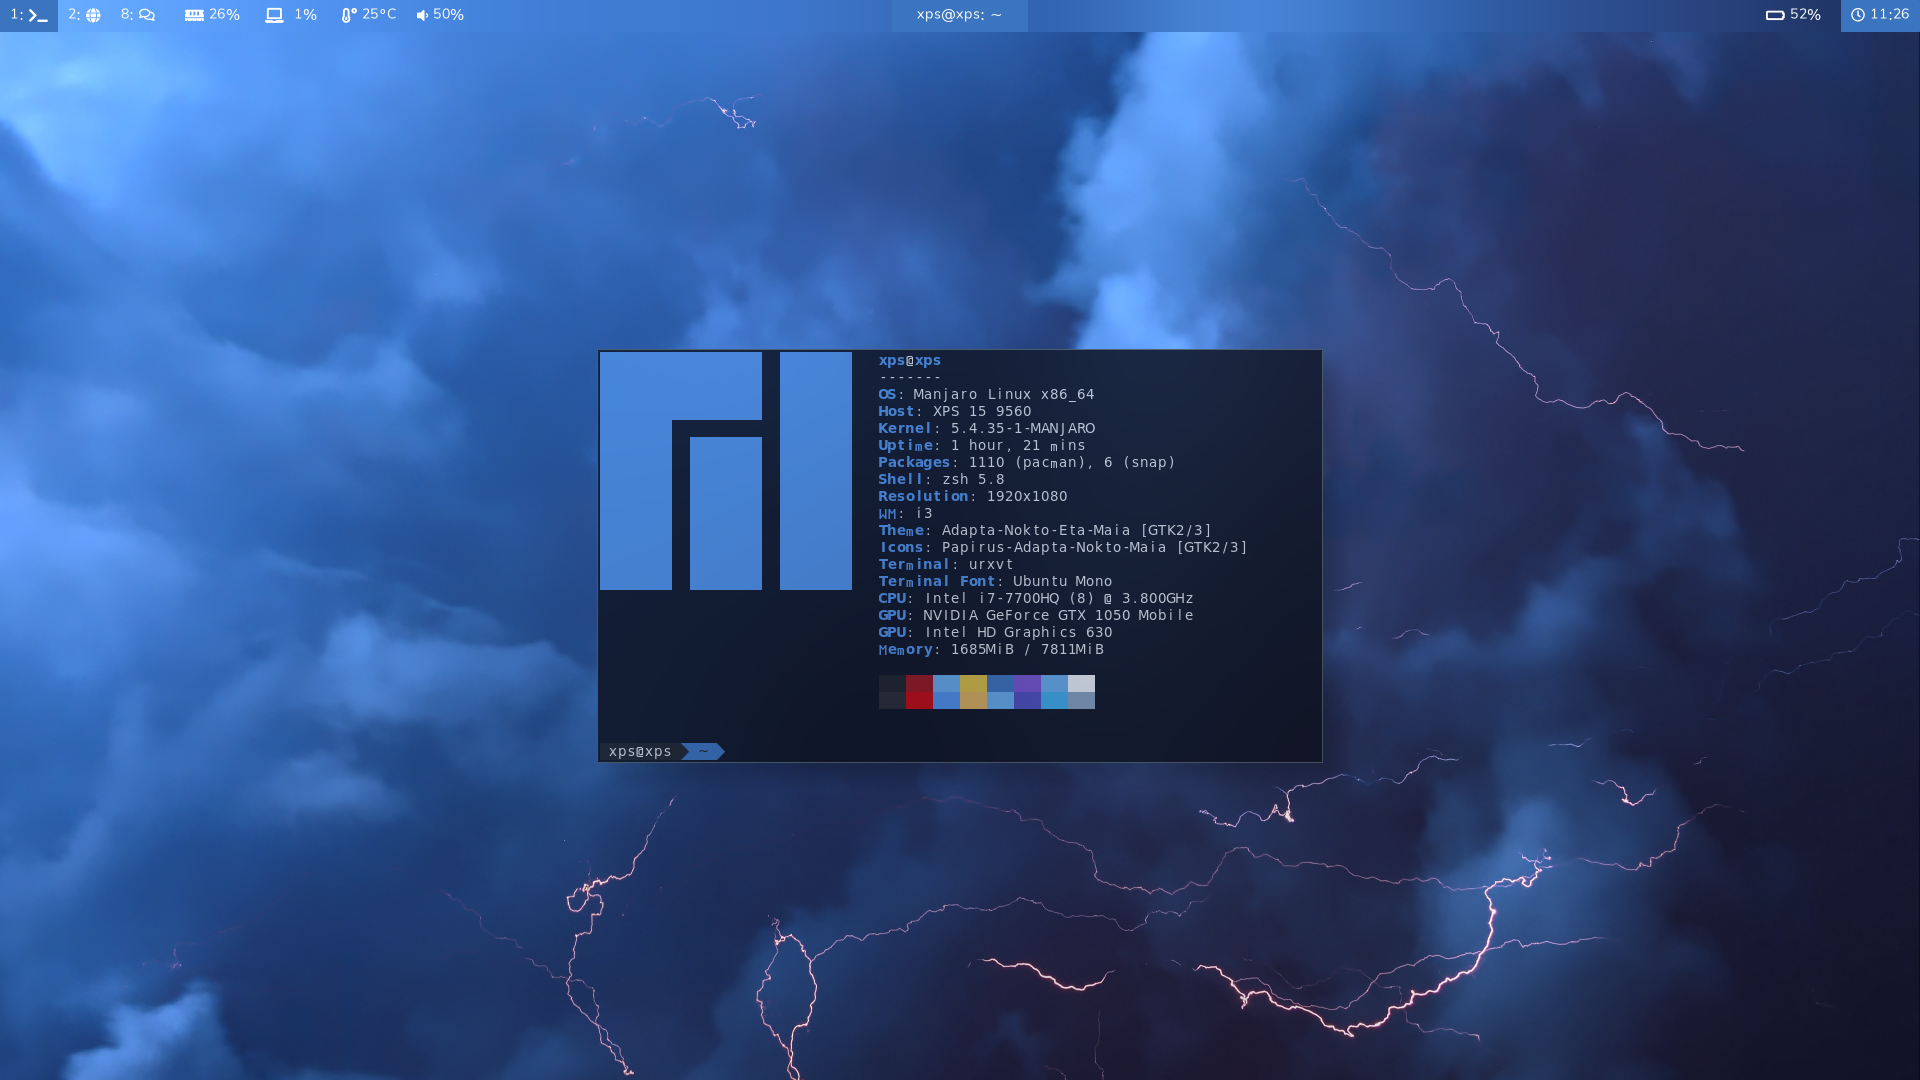 1:
2:
8:
26%
1%
25°C
50%
xps@xps: ~
52%
11:26
xps@xps
-------
OS: Manjaro Linux x86_64
Host: XPS 15 9560
Kernel: 5.4.35-1-MANJARO
Uptime: 1 hour, 21 mins
Packages: 1110 (pacman), 6 (snap)
Shell: zsh 5.8
Resolution: 1920x1080
WM: i3
Theme: Adapta-Nokto-Eta-Maia [GTK2/3]
Icons: Papirus-Adapta-Nokto-Maia [GTK2/3]
Terminal: urxvt
Terminal Font: Ubuntu Mono
CPU: Intel i7-7700HQ (8) @ 3.800GHz
GPU: NVIDIA GeForce GTX 1050 Mobile
GPU: Intel HD Graphics 630
Memory: 1685MiB / 7811MiB
xps@xps ~